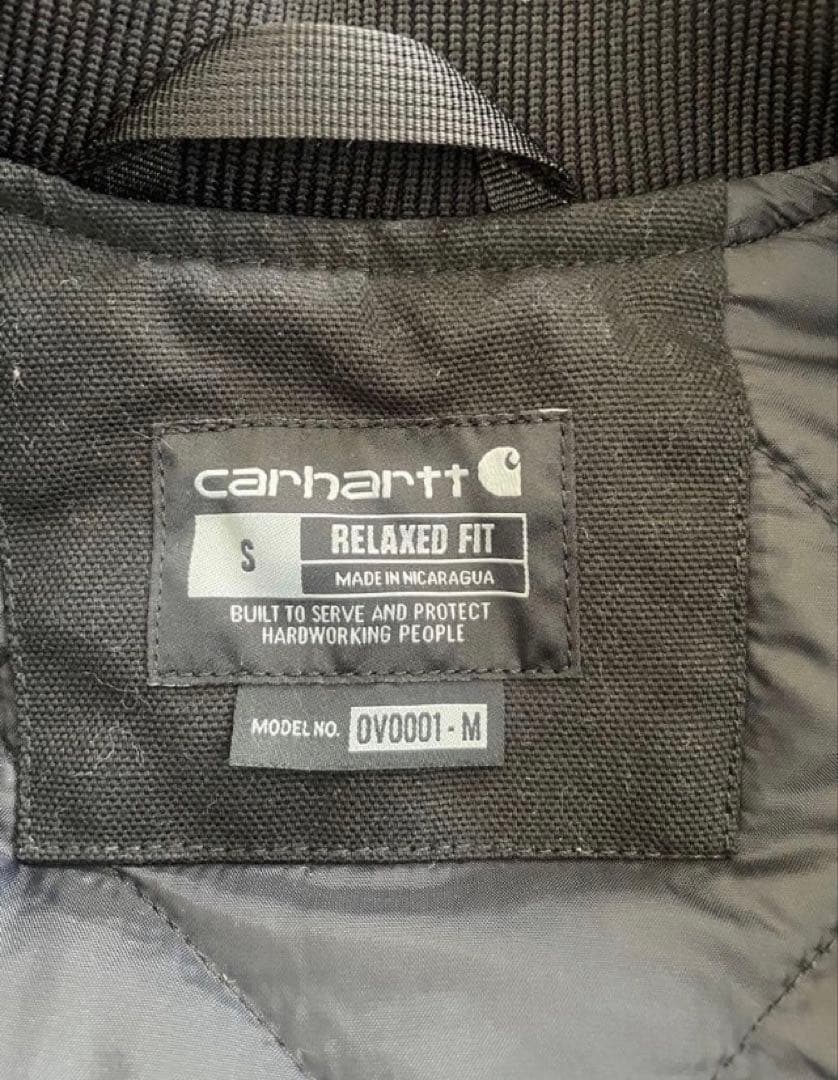 carhartt
S
RELAXED FIT
MADE IN NICARAGUA
BUILT TO SERVE AND PROTECT
HARDWORKING PEOPLE
MODEL NO. OV0001 - M